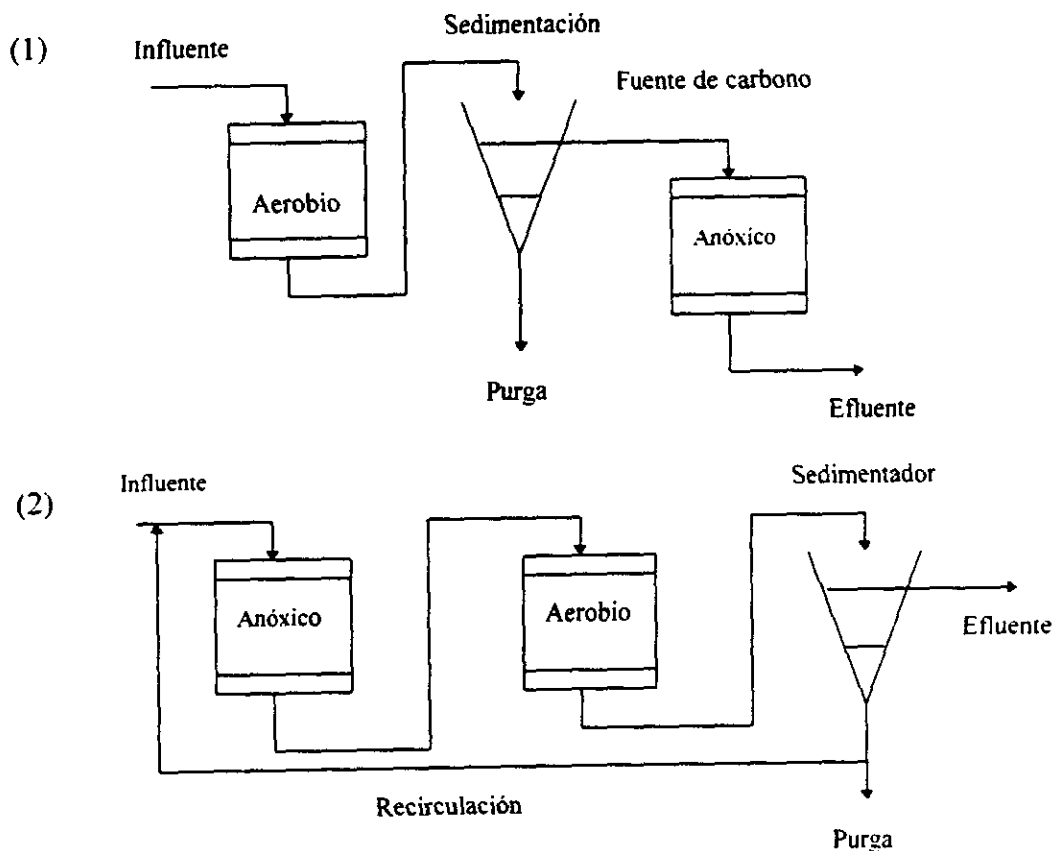 (1)
Sedimentación
Influente
Fuente de carbono
Aerobio
Anóxico
Purga
Efluente
(2)
Influente
Sedimentador
Anóxico
Aerobio
Efluente
Recirculación
Purga